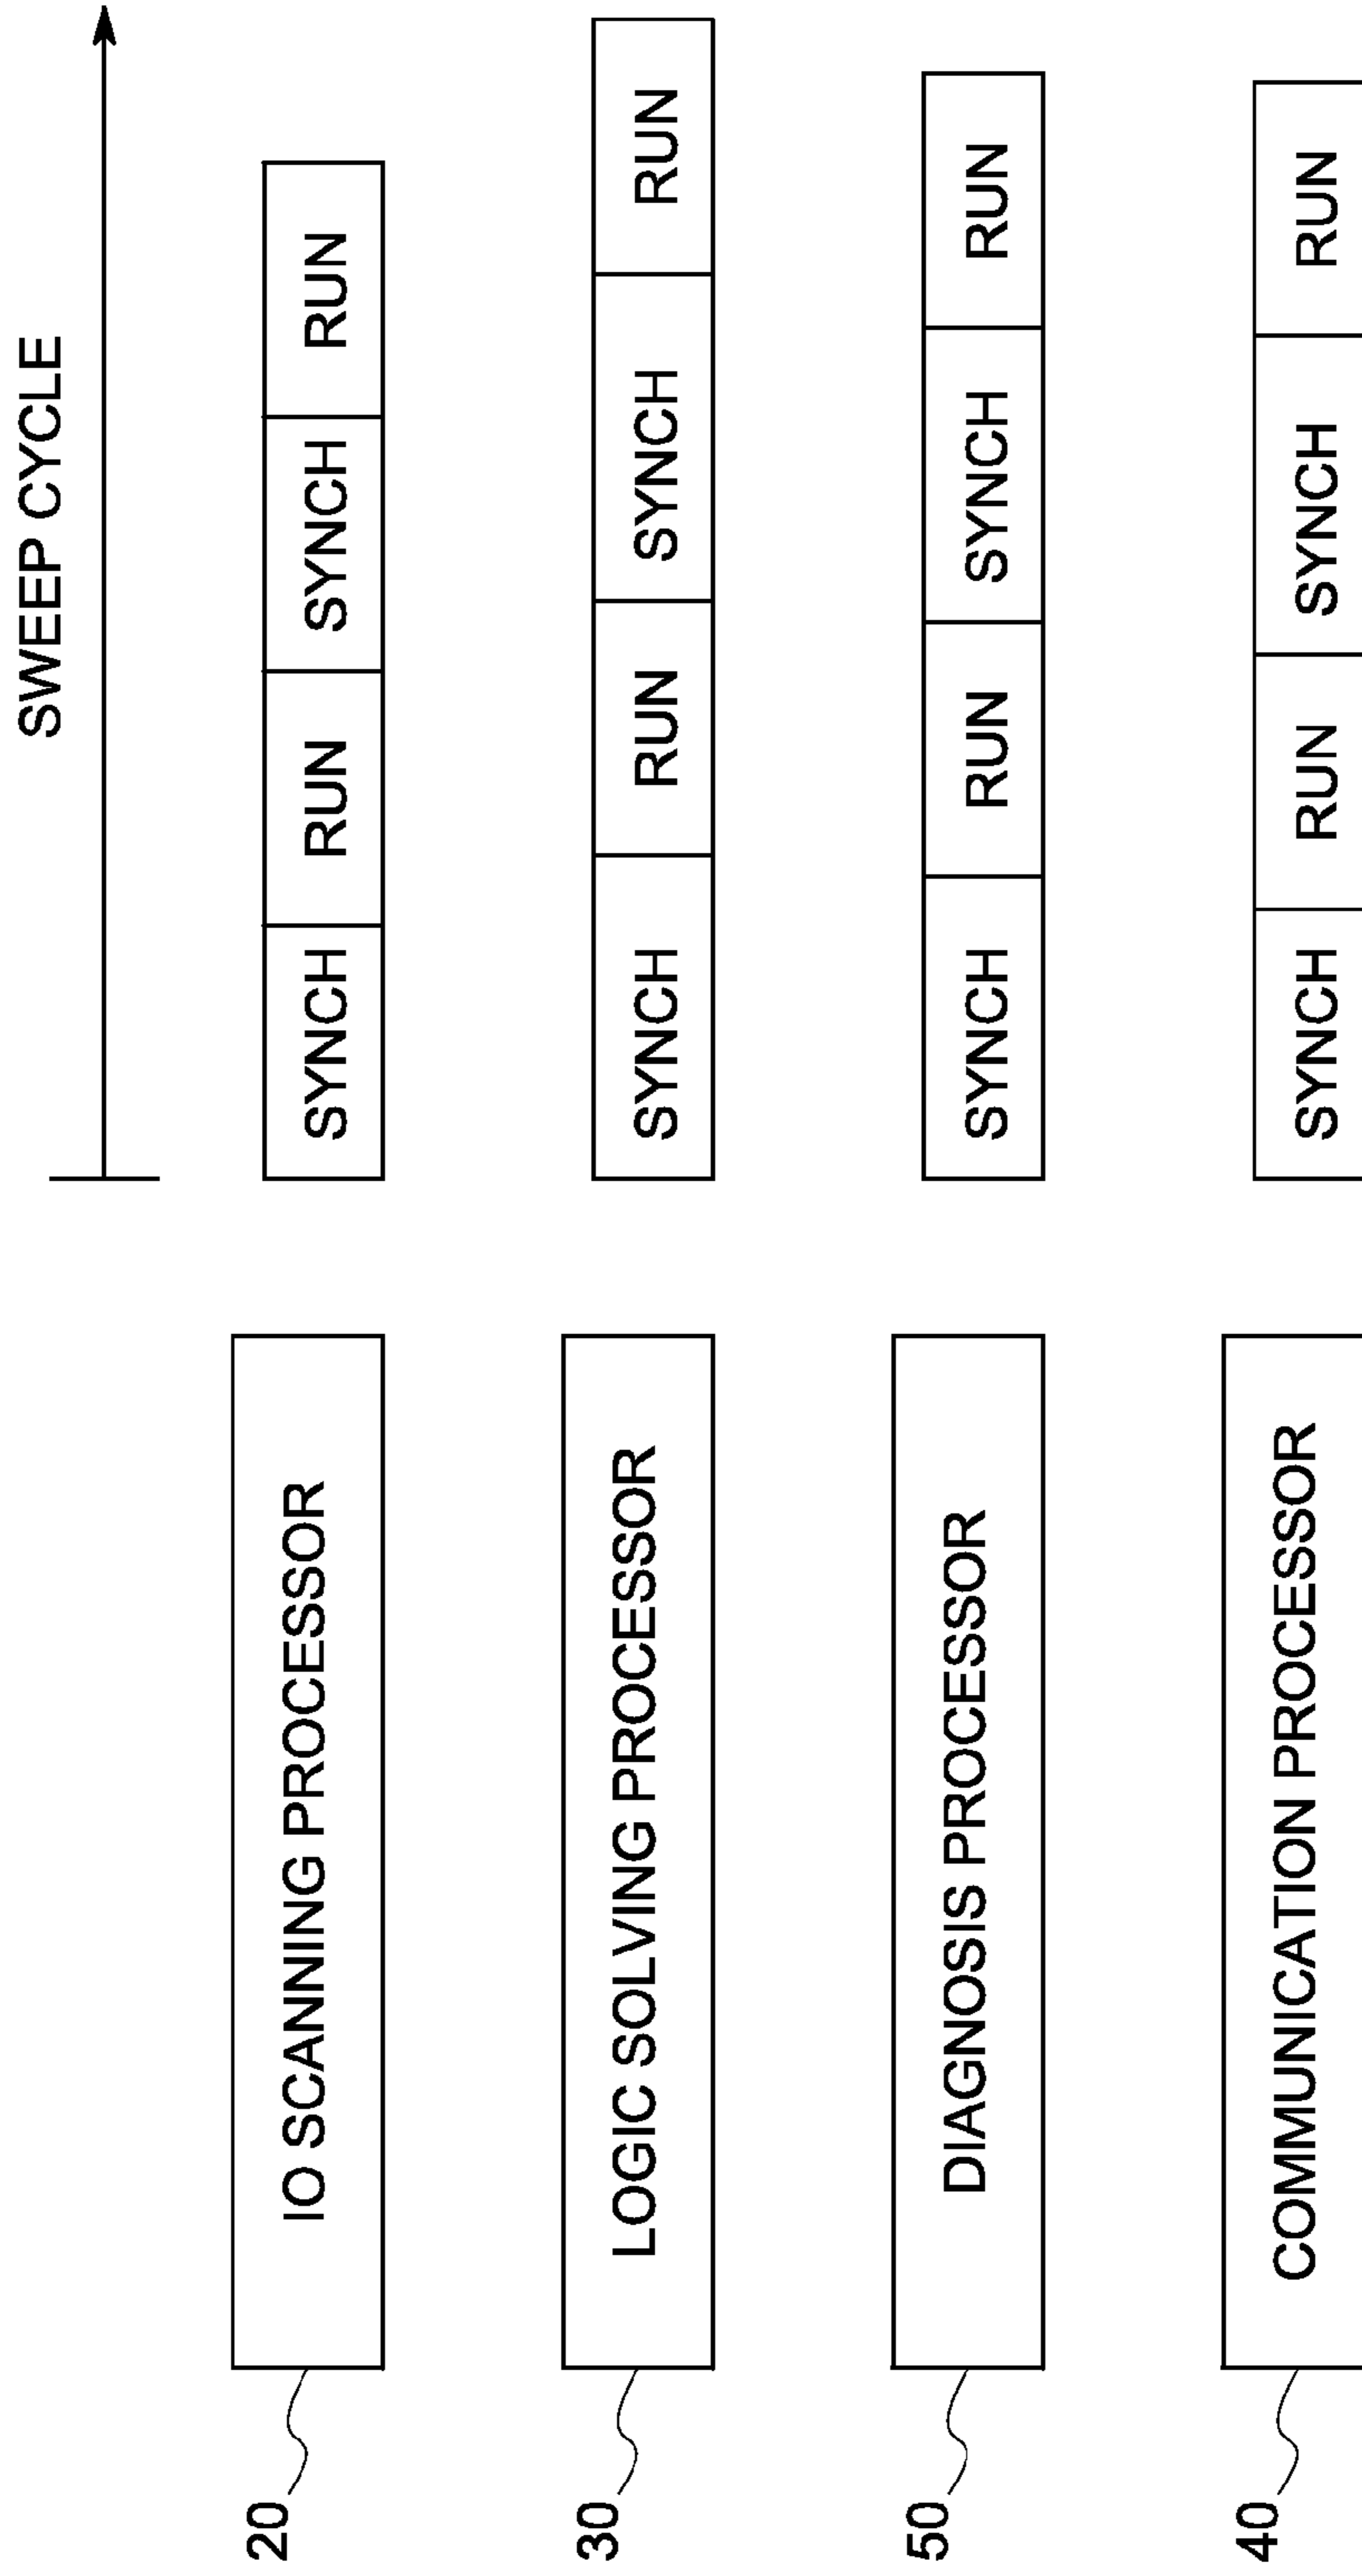 SWEEP CYCLE
20
IO SCANNING PROCESSOR
SYNCH
RUN
SYNCH
RUN
30
LOGIC SOLVING PROCESSOR
SYNCH
RUN
SYNCH
RUN
50
DIAGNOSIS PROCESSOR
SYNCH
RUN
SYNCH
RUN
40
COMMUNICATION PROCESSOR
SYNCH
RUN
SYNCH
RUN